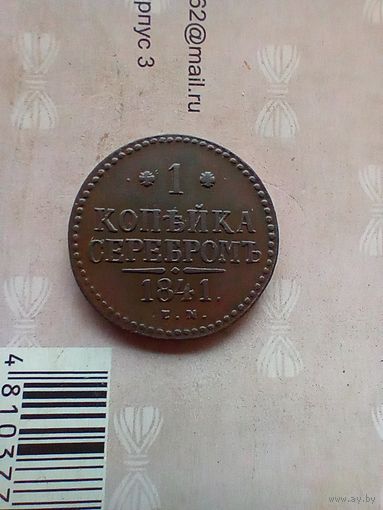 62@mail.ru
рпус 3
1
КОПѢЙКА
СЕРЕБРОМЪ
1841.
Е.М.
4810377
www.ay.by